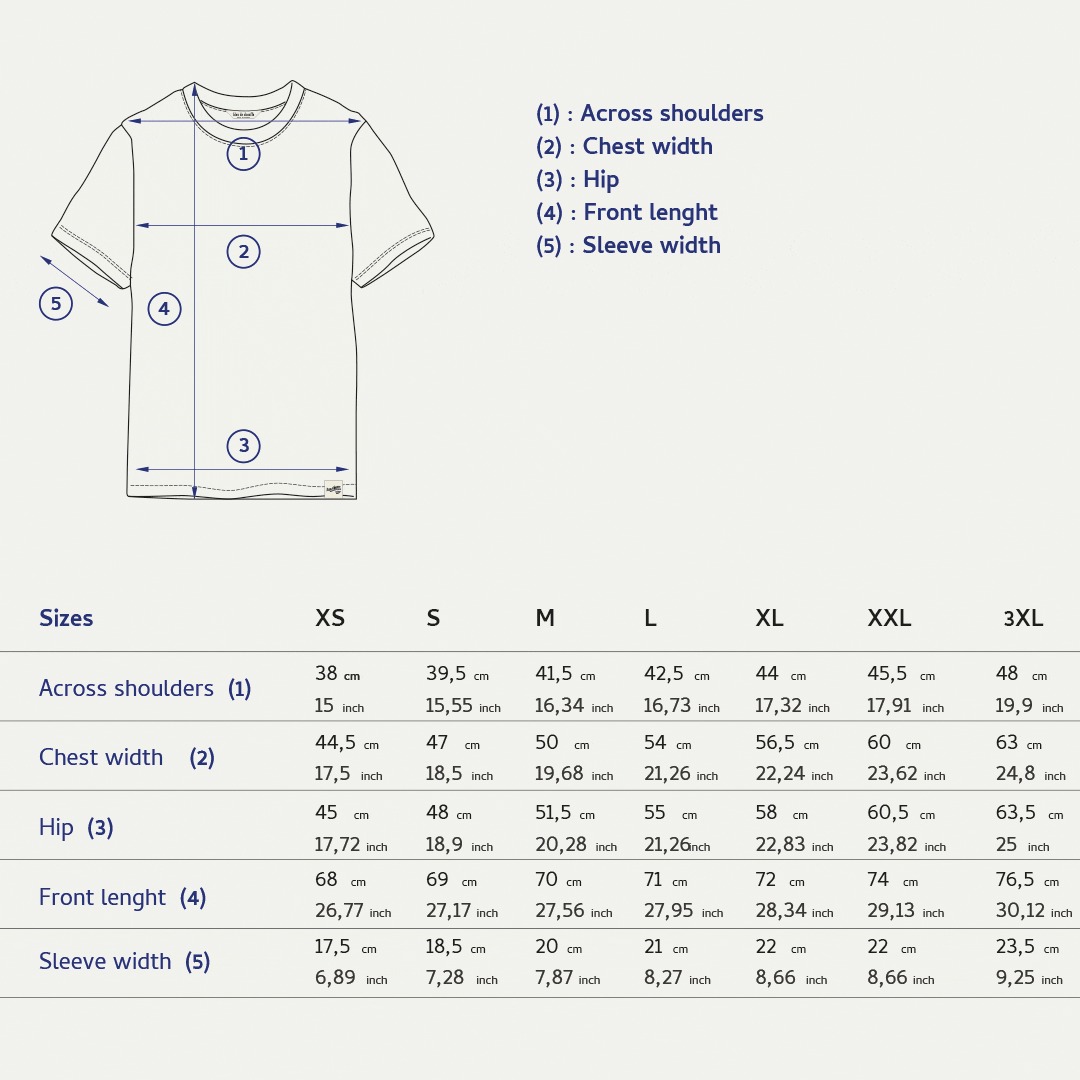 (1) : Across shoulders
(2) : Chest width
(3) : Hip
(4) : Front lenght
(5) : Sleeve width
1
2
5
4
3
Sizes XS S M L XL XXL 3XL
38 cm 39,5 cm 41,5 cm 42,5 cm 44 cm 45,5 cm 48 cm
Across shoulders (1)
15 inch 15,55 inch 16,34 inch 16,73 inch 17,32 inch 17,91 inch 19,9 inch
44,5 cm 47 cm 50 cm 54 cm 56,5 cm 60 cm 63 cm
Chest width (2)
17,5 inch 18,5 inch 19,68 inch 21,26 inch 22,24 inch 23,62 inch 24,8 inch
45 cm 48 cm 51,5 cm 55 cm 58 cm 60,5 cm 63,5 cm
Hip (3)
17,72 inch 18,9 inch 20,28 inch 21,26inch 22,83 inch 23,82 inch 25 inch
68 cm 69 cm 70 cm 71 cm 72 cm 74 cm 76,5 cm
Front lenght (4)
26,77 inch 27,17 inch 27,56 inch 27,95 inch 28,34 inch 29,13 inch 30,12 inch
17,5 cm 18,5 cm 20 cm 21 cm 22 cm 22 cm 23,5 cm
Sleeve width (5)
6,89 inch 7,28 inch 7,87 inch 8,27 inch 8,66 inch 8,66 inch 9,25 inch